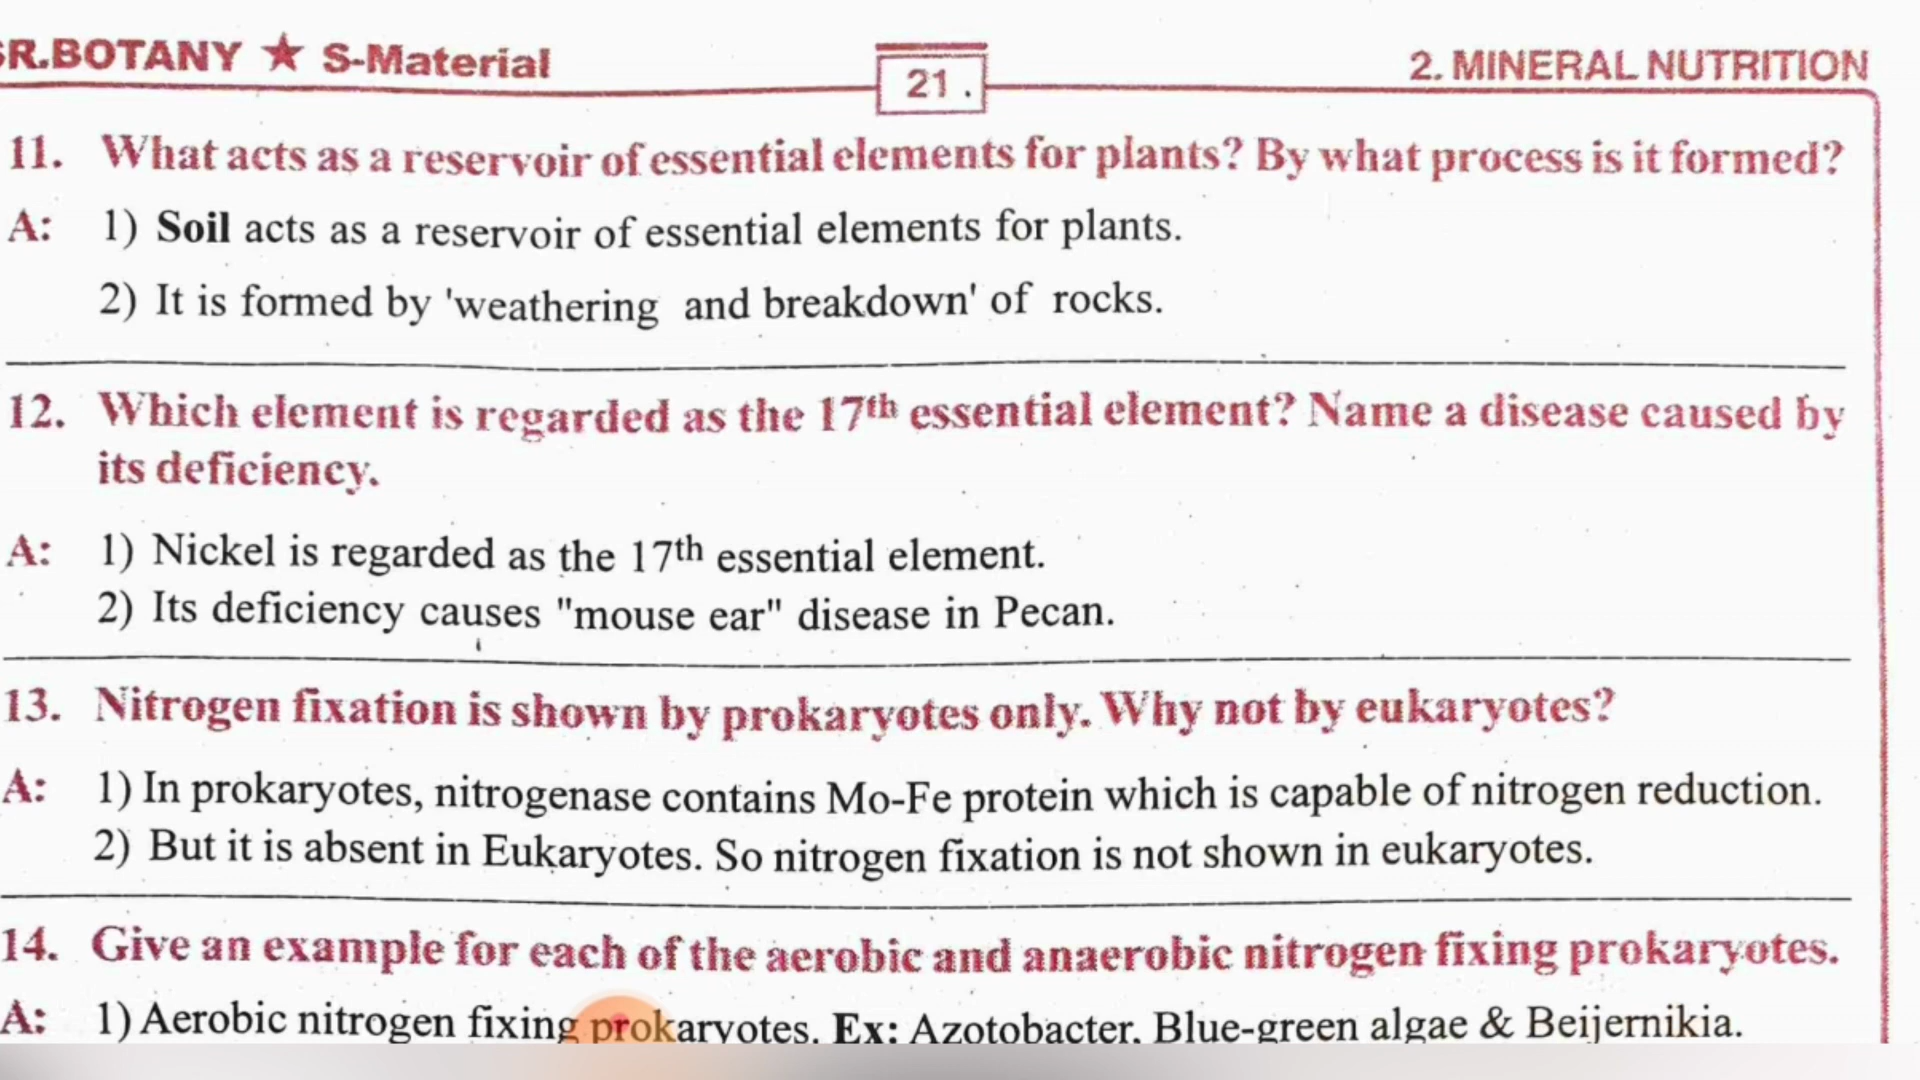 SR.BOTANY ★ S-Material
21.
2. MINERAL NUTRITION
11. What acts as a reservoir of essential elements for plants? By what process is it formed?
A: 1) Soil acts as a reservoir of essential elements for plants.
2) It is formed by 'weathering and breakdown' of rocks.
12. Which element is regarded as the 17th essential element? Name a disease caused by
its deficiency.
A: 1) Nickel is regarded as the 17th essential element.
2) Its deficiency causes "mouse ear" disease in Pecan.
13. Nitrogen fixation is shown by prokaryotes only. Why not by eukaryotes?
A: 1) In prokaryotes, nitrogenase contains Mo-Fe protein which is capable of nitrogen reduction.
2) But it is absent in Eukaryotes. So nitrogen fixation is not shown in eukaryotes.
14. Give an example for each of the aerobic and anaerobic nitrogen fixing prokaryotes.
A: 1) Aerobic nitrogen fixing prokaryotes. Ex: Azotobacter, Blue-green algae & Beijernikia.